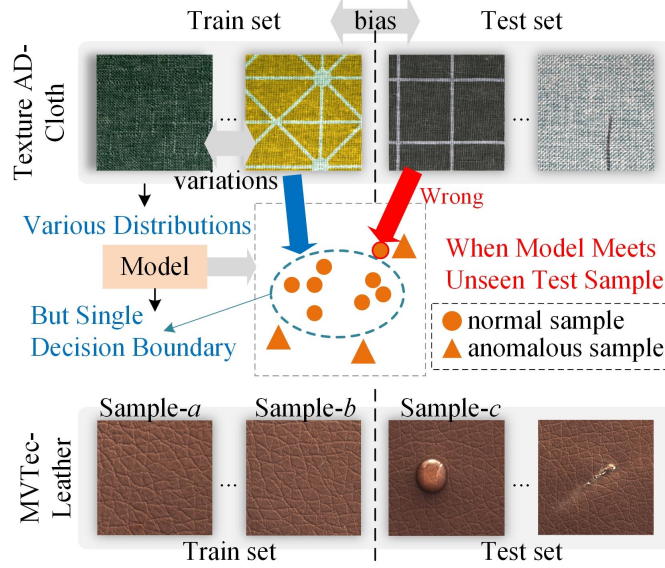 Train set
bias
Test set
Texture AD-
Cloth
...
...
variations
Wrong
Various Distributions
Model
When Model Meets
Unseen Test Sample
But Single
Decision Boundary
normal sample
anomalous sample
MVTec-
Leather
Sample-a
Sample-b
Sample-c
...
...
Train set
Test set